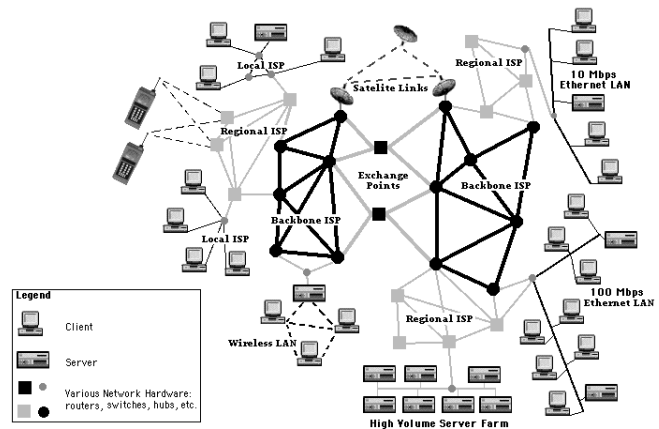 Local ISP
Regional ISP
Satelite Links
Regional ISP
10 Mbps
Ethernet LAN
Exchange
Points
Backbone ISP
Backbone ISP
Local ISP
100 Mbps
Ethernet LAN
Regional ISP
Wireless LAN
High Volume Server Farm
Legend
Client
Server
Various Network Hardware:
routers, switches, hubs, etc.